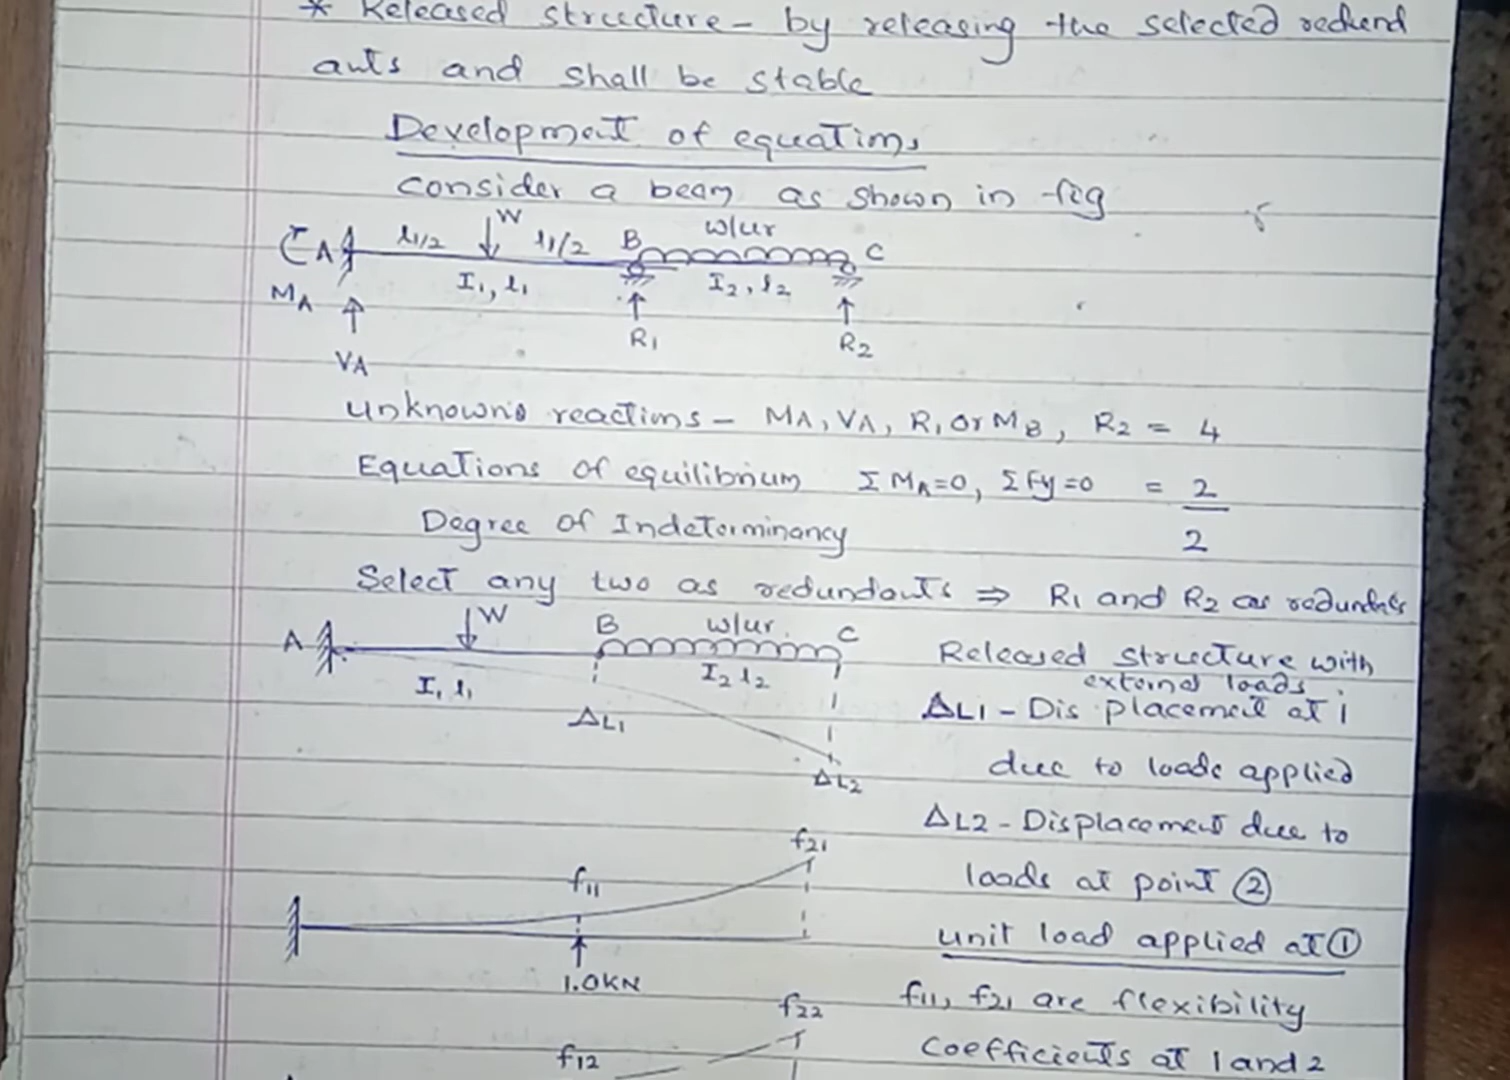 * Released structure - by releasing the selected redund
ants and shall be stable
Development of equations
consider a beam as shown in fig
MA A l1/2 W l1/2 B w/ur C
I1, l1 I2, l2
VA R1 R2
unknowns reactions - MA, VA, R1 or MB, R2 = 4
Equations of equilibrium ΣMA=0, ΣFy=0 = 2
Degree of Indeterminancy 2
Select any two as redundants ⇒ R1 and R2 as redundants
A W B w/ur C
I1 l1 I2 l2
ΔL1 ΔL2
Released structure with
external loads
ΔL1 - Displacement at 1
due to loads applied
ΔL2 - Displacement due to
loads at point ②
f11 f21
1.0KN
unit load applied at ①
f11, f21 are flexibility
coefficients at 1 and 2
f12 f22